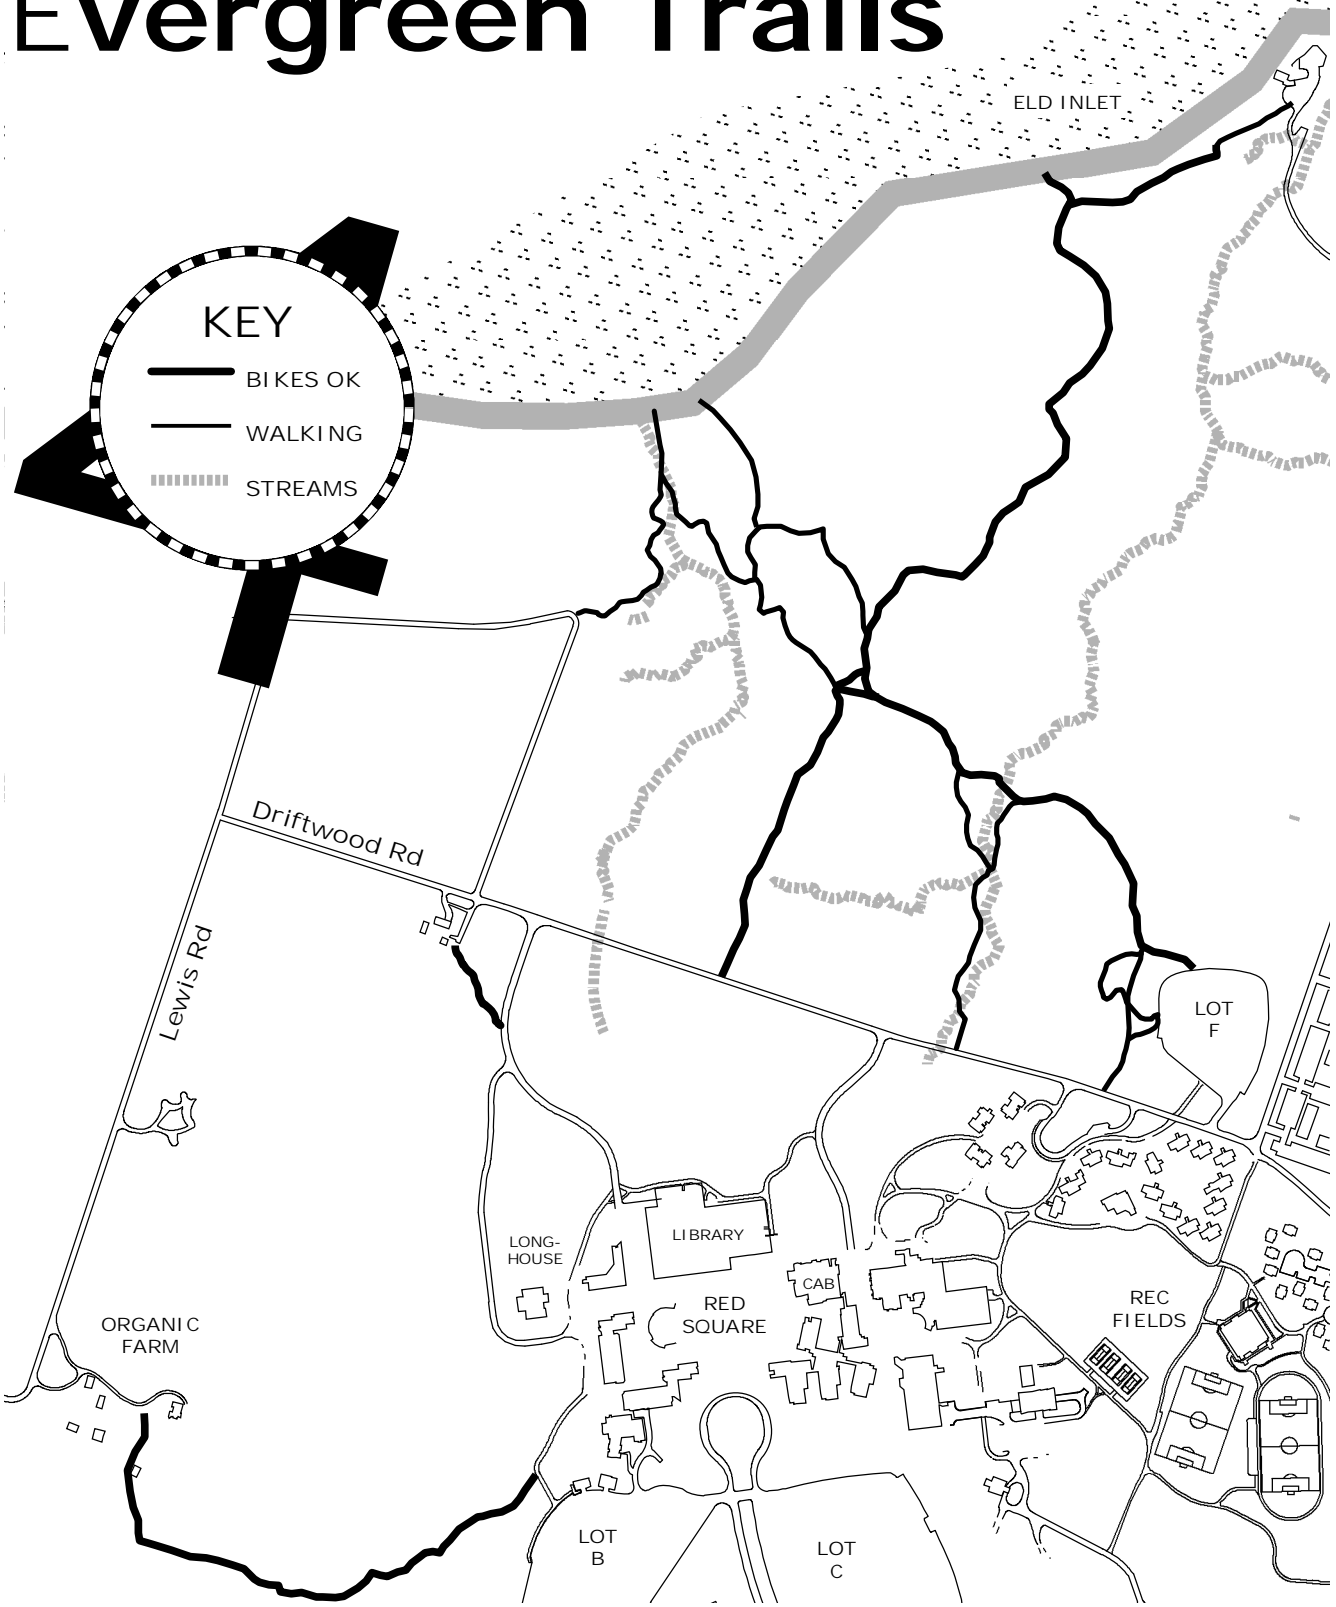 Evergreen Trails
ELD INLET
KEY
BIKES OK
WALKING
STREAMS
Driftwood Rd
Lewis Rd
LOT
F
LONG-
HOUSE
LIBRARY
CAB
RED
SQUARE
REC
FIELDS
ORGANIC
FARM
LOT
B
LOT
C